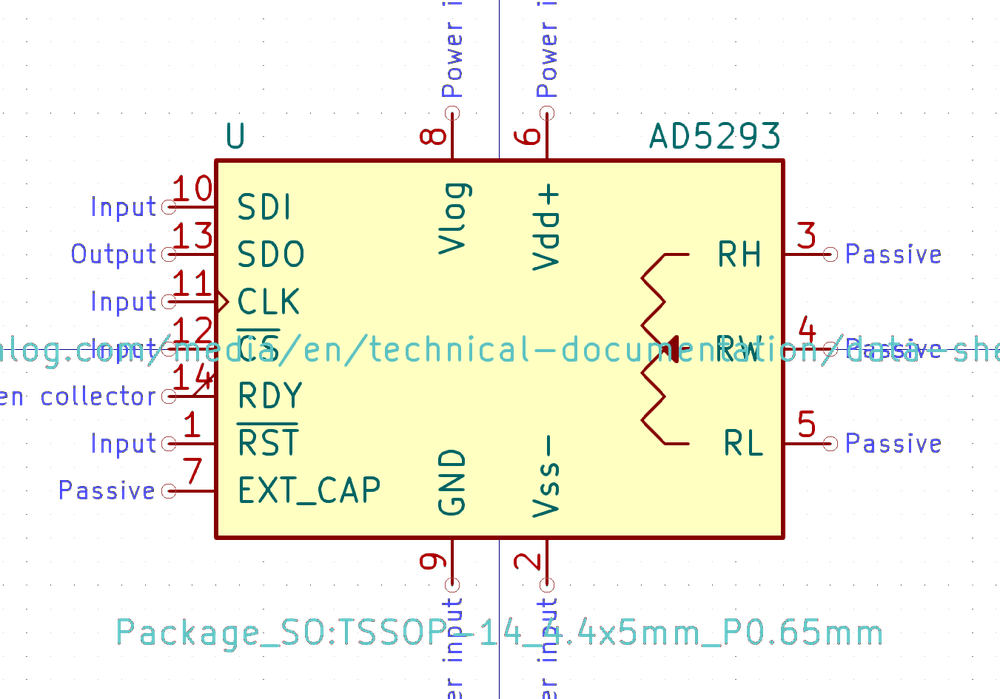 Power i
Power i
8
6
U
AD5293
Vlog
Vdd+
Input 10 SDI
Output 13 SDO
Input 11 CLK
Input 12 CS
alog.com/media/en/technical-documentation/data-she
14 RDY
en collector
Input 1 RST
Passive 7 EXT_CAP
RH 3 Passive
RW 4 Passive
RL 5 Passive
GND
Vss-
9
2
er input
er input
Package_SO:TSSOP-14_4.4x5mm_P0.65mm